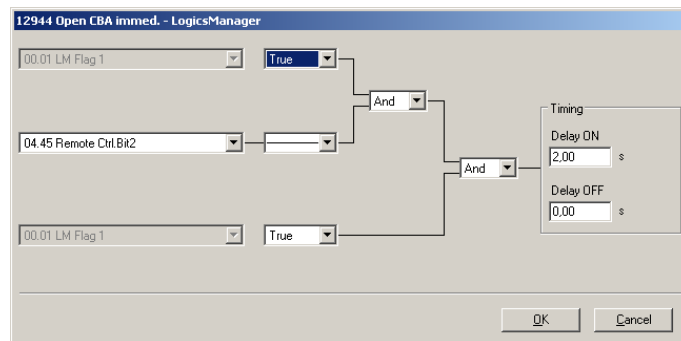 12944 Open CBA immed. - LogicsManager
00.01 LM Flag 1 True
And
Timing
Delay ON
04.45 Remote Ctrl.Bit2
2,00 s
And
Delay OFF
0,00 s
00.01 LM Flag 1 True
OK Cancel